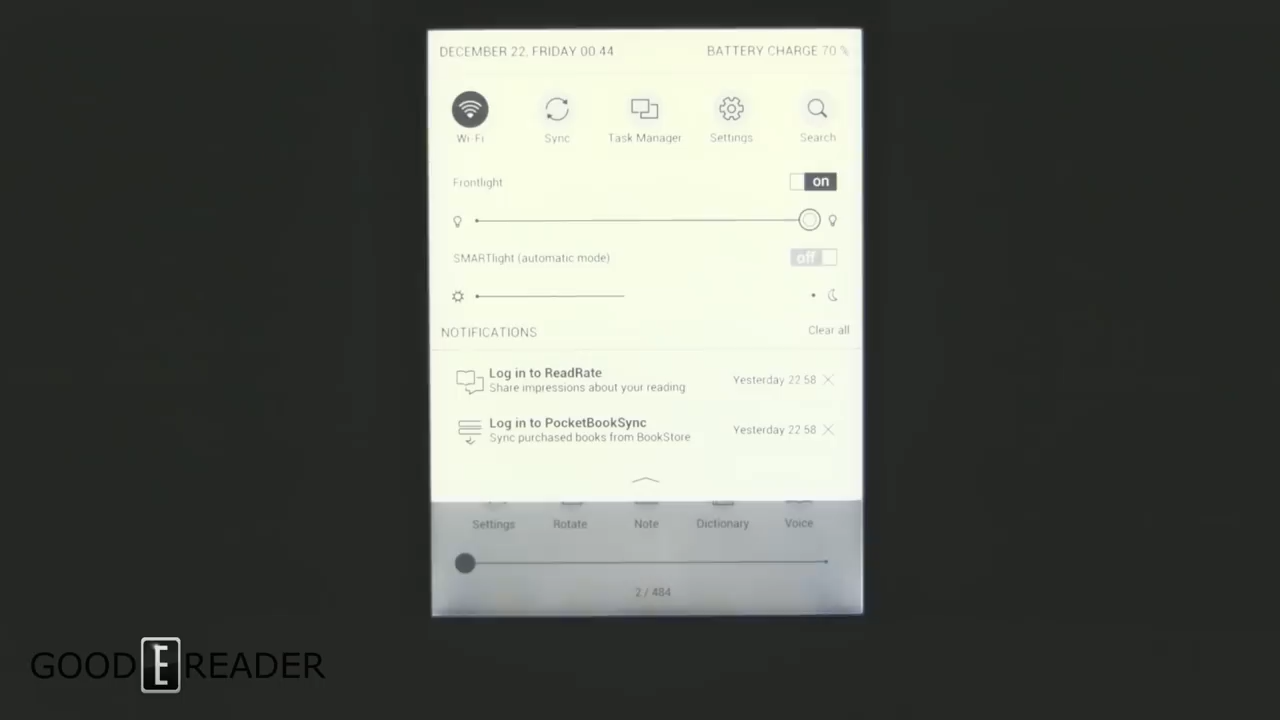 DECEMBER 22, FRIDAY 00:44 BATTERY CHARGE 70 %
Wi-Fi Sync Task Manager Settings Search
Frontlight on
SMARTlight (automatic mode) off
NOTIFICATIONS Clear all
Log in to ReadRate
Share impressions about your reading
Yesterday 22:58
Log in to PocketBookSync
Sync purchased books from BookStore
Yesterday 22:58
Settings Rotate Note Dictionary Voice
2 / 484
GOOD E READER